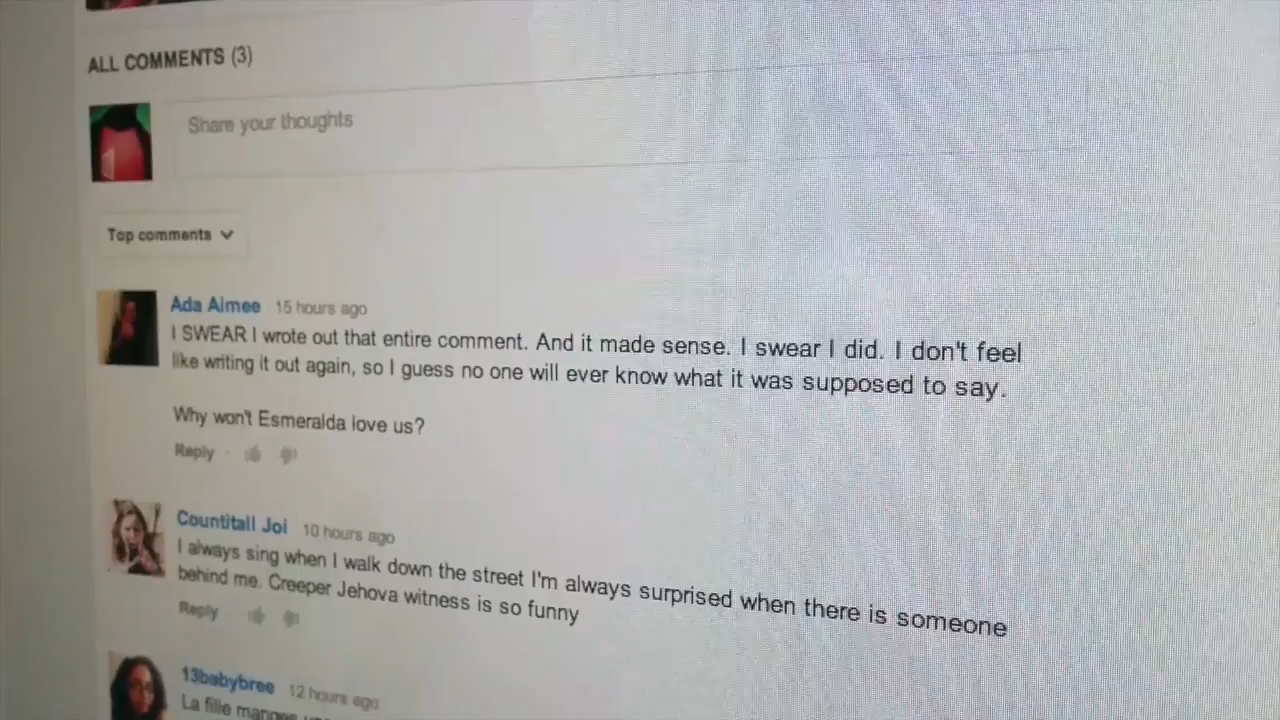 ALL COMMENTS (3)
Share your thoughts
Top comments
Ada Aimee 15 hours ago
I SWEAR I wrote out that entire comment. And it made sense. I swear I did. I don't feel
like writing it out again, so I guess no one will ever know what it was supposed to say.
Why won't Esmeralda love us?
Reply
Countitall Joi 10 hours ago
I always sing when I walk down the street I'm always surprised when there is someone
behind me. Creeper Jehova witness is so funny
Reply
13babybree 12 hours ago
La fille